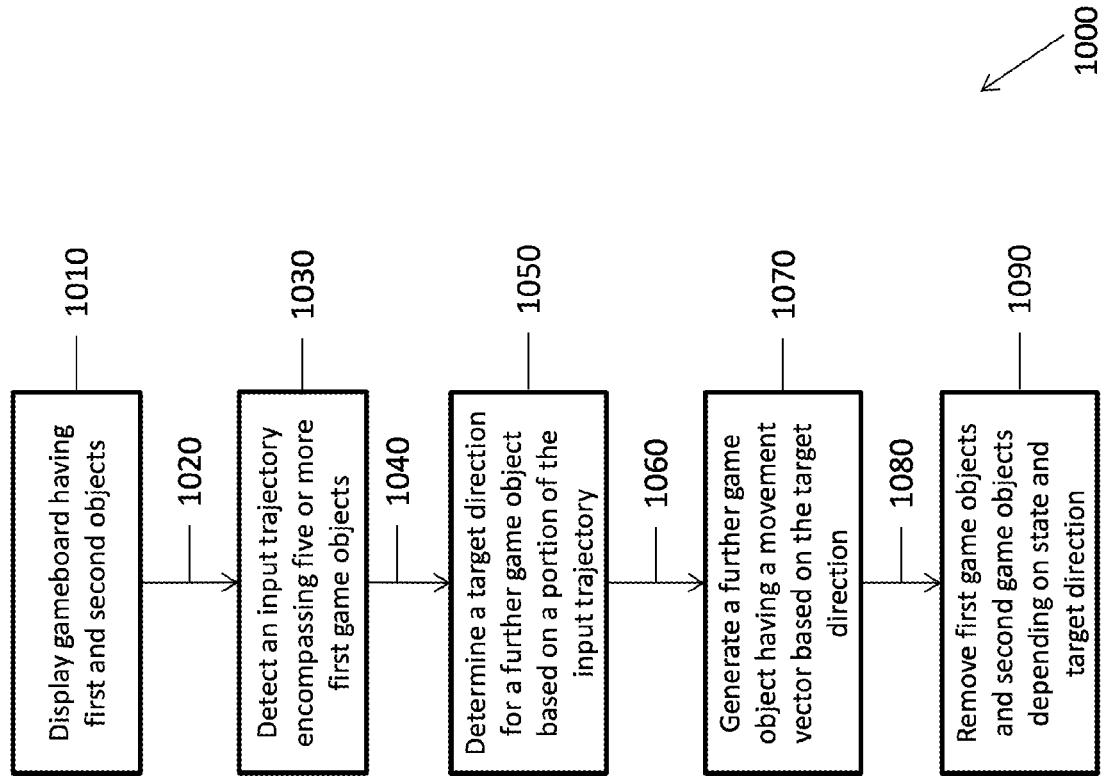 Display gameboard having
first and second objects
1010
1020
Detect an input trajectory
encompassing five or more
first game objects
1030
1040
Determine a target direction
for a further game object
based on a portion of the
input trajectory
1050
1060
Generate a further game
object having a movement
vector based on the target
direction
1070
1080
Remove first game objects
and second game objects
depending on state and
target direction
1090
1000